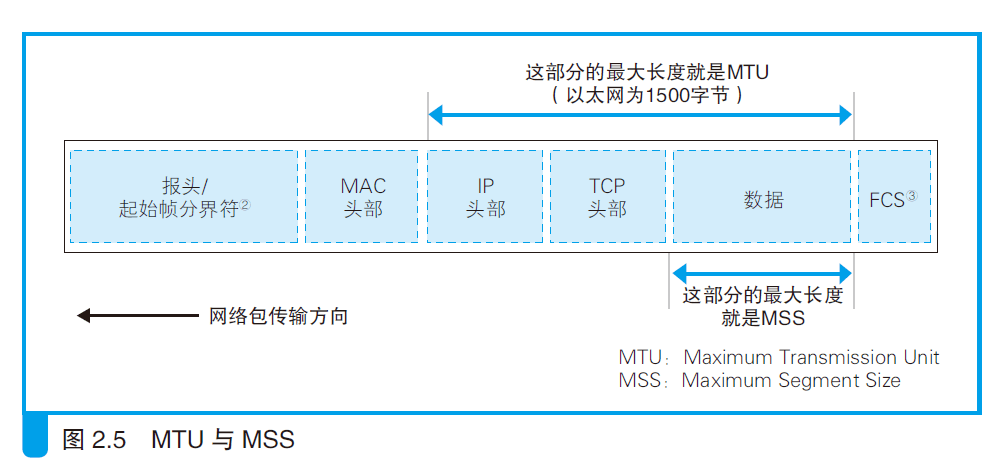 这部分的最大长度就是MTU
（以太网为1500字节）
报头/
起始帧分界符②
MAC
头部
IP
头部
TCP
头部
数据
FCS③
这部分的最大长度
就是MSS
网络包传输方向
MTU：Maximum Transmission Unit
MSS：Maximum Segment Size
图 2.5 MTU 与 MSS